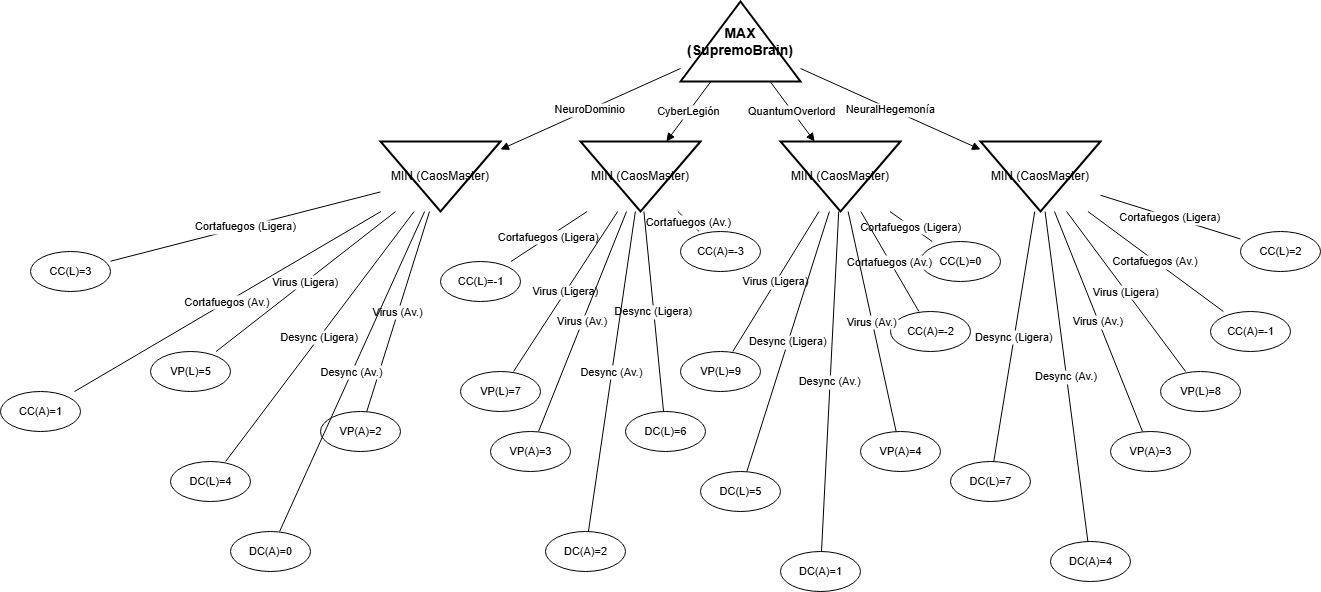 MAX
(SupremoBrain)
NeuroDominio
CyberLegión
QuantumOverlord
NeuralHegemonía
MIN (CaosMaster)
MIN (CaosMaster)
MIN (CaosMaster)
MIN (CaosMaster)
Cortafuegos (Ligera)
Cortafuegos (Av.)
Virus (Ligera)
Desync (Ligera)
Desync (Av.)
Virus (Av.)
CC(L)=3
CC(A)=1
VP(L)=5
DC(L)=4
DC(A)=0
VP(A)=2
Cortafuegos (Ligera)
Virus (Ligera)
Virus (Av.)
Desync (Av.)
Desync (Ligera)
Cortafuegos (Av.)
CC(L)=-1
VP(L)=7
VP(A)=3
DC(A)=2
DC(L)=6
CC(A)=-3
Virus (Ligera)
Desync (Ligera)
Desync (Av.)
Virus (Av.)
Cortafuegos (Av.)
Cortafuegos (Ligera)
VP(L)=9
DC(L)=5
DC(A)=1
VP(A)=4
CC(A)=-2
CC(L)=0
Desync (Ligera)
Desync (Av.)
Virus (Av.)
Virus (Ligera)
Cortafuegos (Av.)
Cortafuegos (Ligera)
DC(L)=7
DC(A)=4
VP(A)=3
VP(L)=8
CC(A)=-1
CC(L)=2